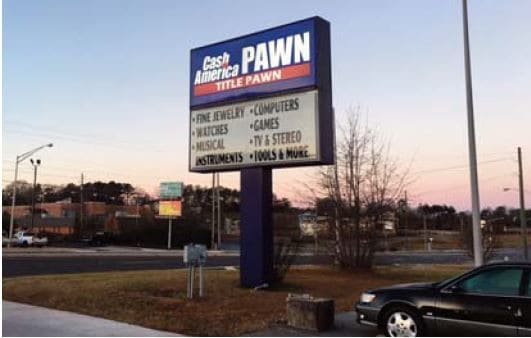 Cash America PAWN
TITLE PAWN
• FINE JEWELRY • COMPUTERS
• WATCHES • GAMES
• MUSICAL • TV & STEREO
INSTRUMENTS • TOOLS & MORE